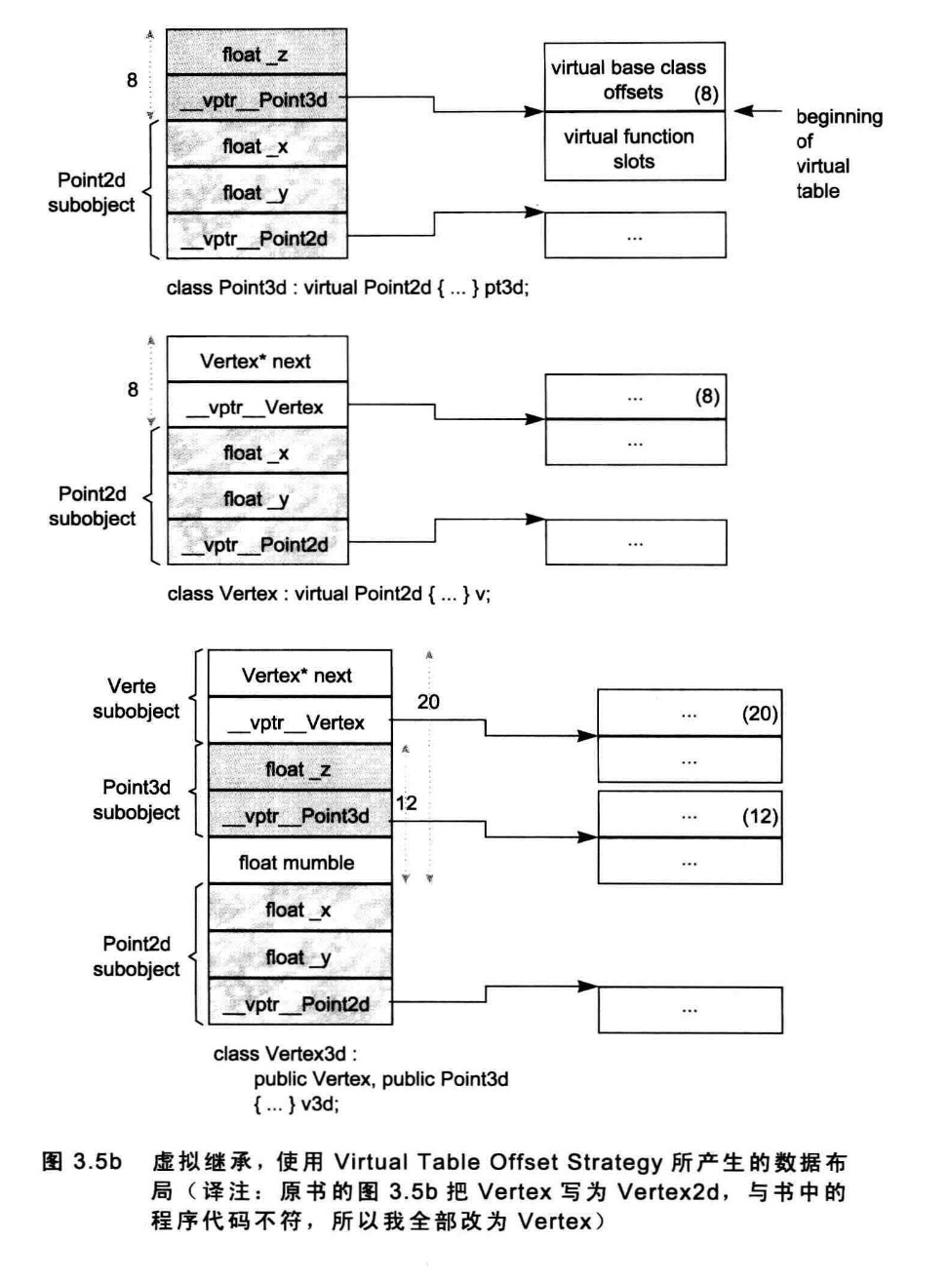 float _z
8
__vptr__Point3d
float _x
Point2d
subobject
float _y
__vptr__Point2d
virtual base class
offsets (8)
virtual function
slots
beginning
of
virtual
table
...
class Point3d : virtual Point2d { ... } pt3d;
Vertex* next
8
__vptr__Vertex
float _x
Point2d
subobject
float _y
__vptr__Point2d
... (8)
...
...
class Vertex : virtual Point2d { ... } v;
Verte
subobject
Vertex* next
20
__vptr__Vertex
... (20)
...
Point3d
subobject
float _z
12
__vptr__Point3d
... (12)
...
float mumble
Point2d
subobject
float _x
float _y
__vptr__Point2d
...
class Vertex3d :
public Vertex, public Point3d
{ ... } v3d;
图 3.5b 虚拟继承，使用 Virtual Table Offset Strategy 所产生的数据布
局（译注：原书的图 3.5b 把 Vertex 写为 Vertex2d，与书中的
程序代码不符，所以我全部改为 Vertex）